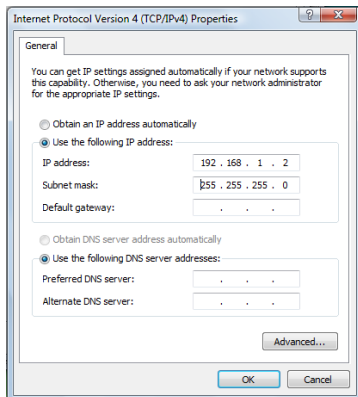 Internet Protocol Version 4 (TCP/IPv4) Properties
General
You can get IP settings assigned automatically if your network supports
this capability. Otherwise, you need to ask your network administrator
for the appropriate IP settings.
Obtain an IP address automatically
Use the following IP address:
IP address: 192 . 168 . 1 . 2
Subnet mask: 255 . 255 . 255 . 0
Default gateway: . . .
Obtain DNS server address automatically
Use the following DNS server addresses:
Preferred DNS server: . . .
Alternate DNS server: . . .
Advanced...
OK Cancel